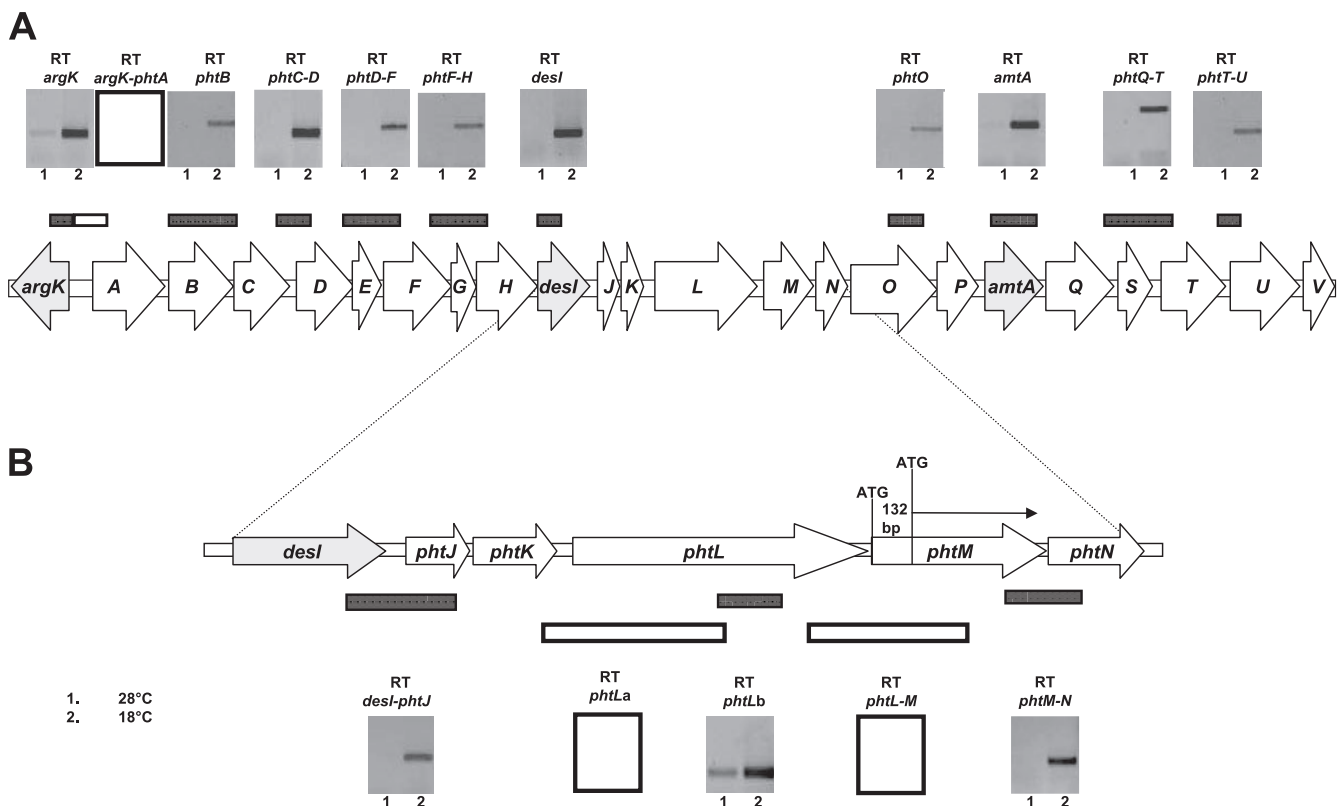 A
RT RT RT RT RT RT RT RT RT RT RT
argK argK-phtA phtB phtC-D phtD-F phtF-H desI phtO amtA phtQ-T phtT-U
1 2 1 2 1 2 1 2 1 2 1 2 1 2 1 2 1 2 1 2
argK A B C D E F G H desI J K L M N O P amtA Q S T U V
B
ATG
ATG
132
bp
desI phtJ phtK phtL phtM phtN
RT RT RT RT RT
desI-phtJ phtLa phtLb phtL-M phtM-N
1. 28°C
2. 18°C
1 2 1 2 1 2